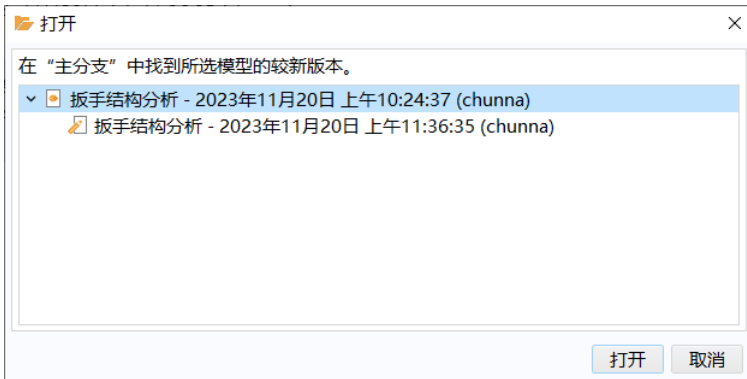 打开
在“主分支”中找到所选模型的较新版本。
扳手结构分析 - 2023年11月20日 上午10:24:37 (chunna)
扳手结构分析 - 2023年11月20日 上午11:36:35 (chunna)
打开 取消